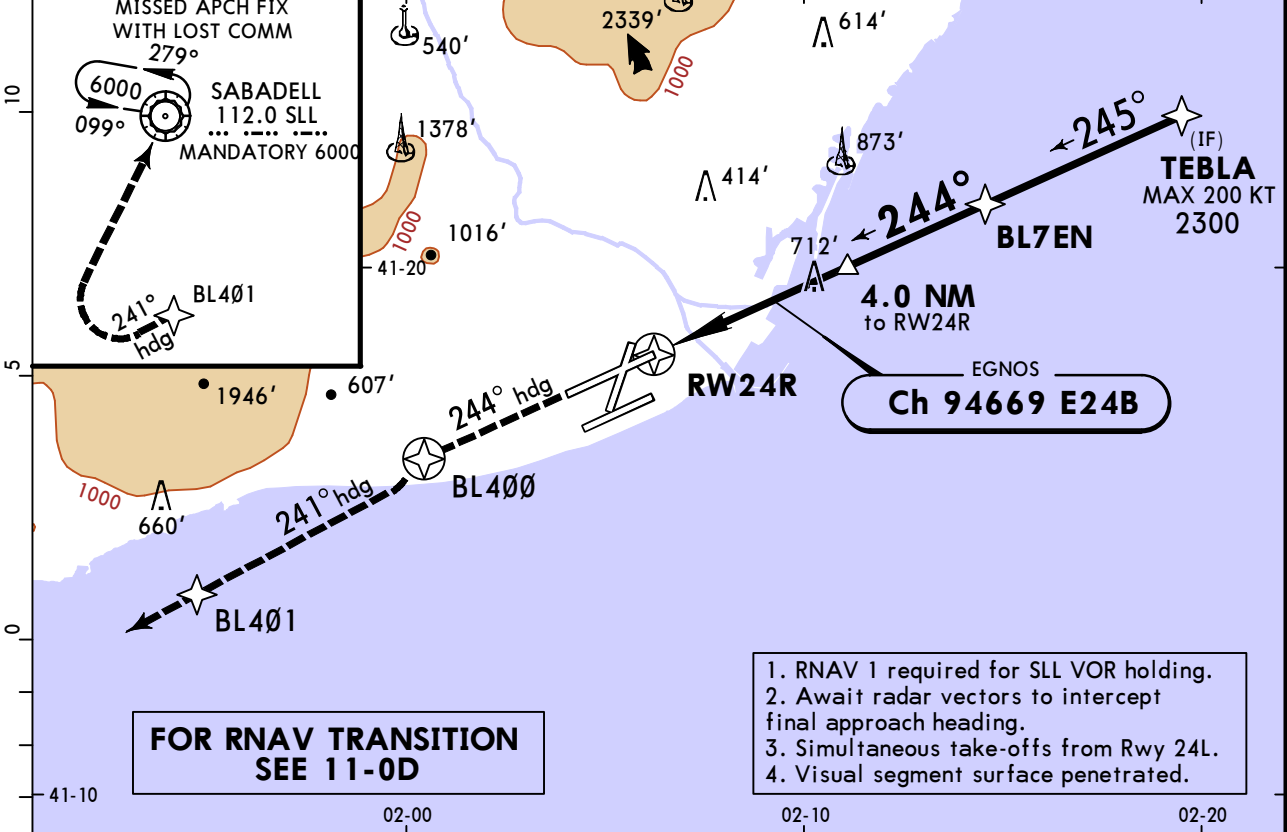 MISSED APCH FIX
WITH LOST COMM
279°
6000
099°
SABADELL
112.0 SLL
MANDATORY 6000
BL4Ø1
241°
hdg
540'
2339'
1000
614'
10
1378'
1000
1016'
414'
873'
41-20
712'
245°
(IF)
TEBLA
MAX 200 KT
2300
244°
BL7EN
4.0 NM
to RW24R
5
1946'
607'
RW24R
EGNOS
Ch 94669 E24B
244° hdg
BL4ØØ
241° hdg
1000
660'
BL4Ø1
0
FOR RNAV TRANSITION
SEE 11-0D
1. RNAV 1 required for SLL VOR holding.
2. Await radar vectors to intercept
final approach heading.
3. Simultaneous take-offs from Rwy 24L.
4. Visual segment surface penetrated.
41-10
02-00
02-10
02-20